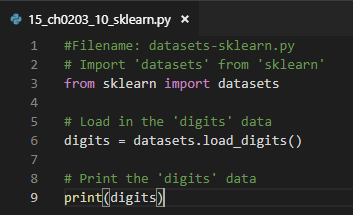 15_ch0203_10_sklearn.py ×
1 #Filename: datasets-sklearn.py
2 # Import 'datasets' from 'sklearn'
3 from sklearn import datasets
4
5 # Load in the 'digits' data
6 digits = datasets.load_digits()
7
8 # Print the 'digits' data
9 print(digits)